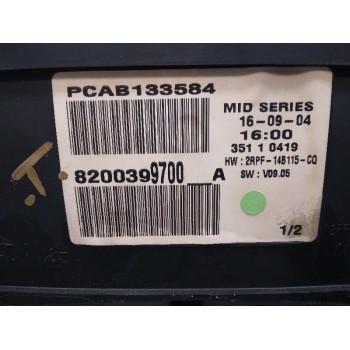 PCAB133584
MID SERIES
16-09-04
16:00
351 1 0419
HW : 2RPF-14B115-CQ
SW : V09.05
8200399700__A
1/2
T.